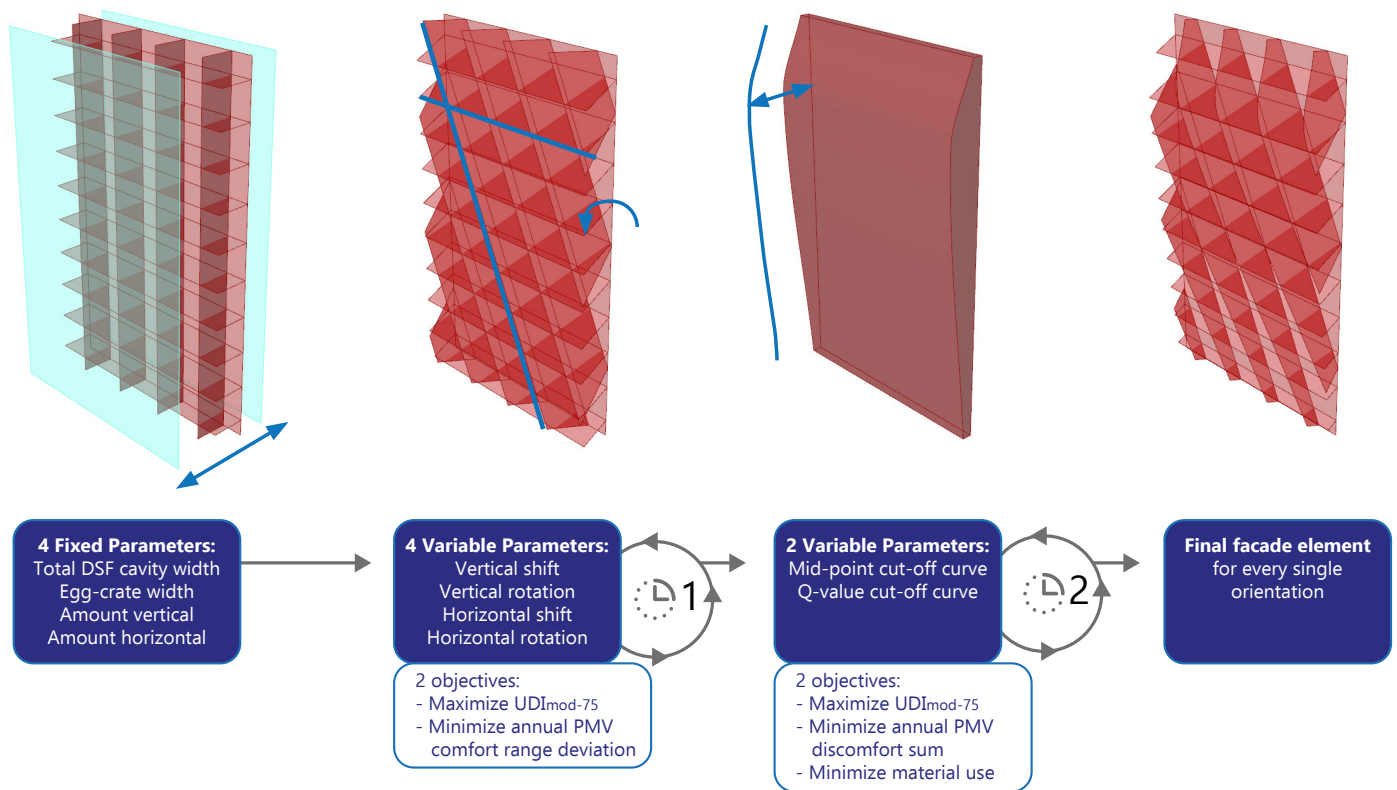 4 Fixed Parameters:
Total DSF cavity width
Egg-crate width
Amount vertical
Amount horizontal
4 Variable Parameters:
Vertical shift
Vertical rotation
Horizontal shift
Horizontal rotation
1
2 objectives:
- Maximize UDImod-75
- Minimize annual PMV
comfort range deviation
2 Variable Parameters:
Mid-point cut-off curve
Q-value cut-off curve
2
2 objectives:
- Maximize UDImod-75
- Minimize annual PMV
discomfort sum
- Minimize material use
Final facade element
for every single
orientation